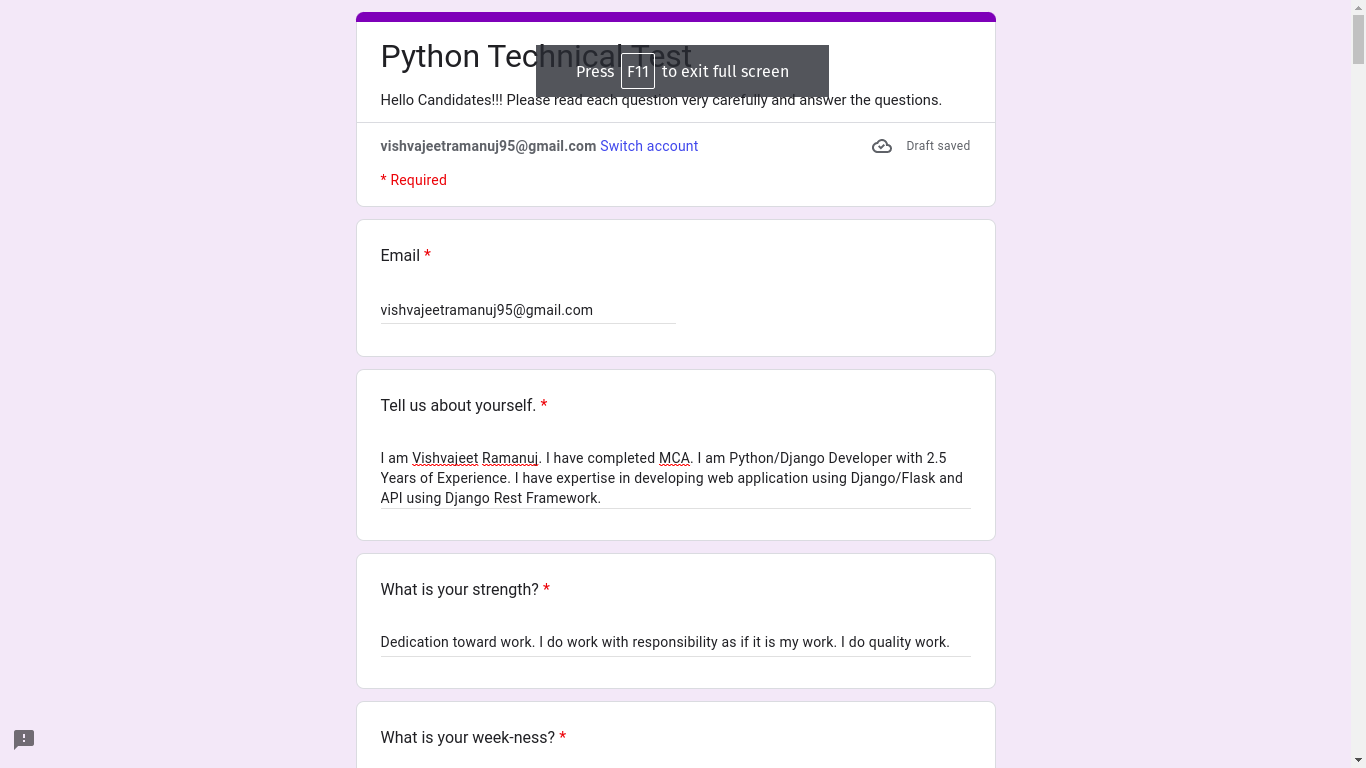 Python Technical Test
Press F11 to exit full screen
Hello Candidates!!! Please read each question very carefully and answer the questions.
vishvajeetramanuj95@gmail.com Switch account
Draft saved
* Required
Email *
vishvajeetramanuj95@gmail.com
Tell us about yourself. *
I am Vishvajeet Ramanuj. I have completed MCA. I am Python/Django Developer with 2.5
Years of Experience. I have expertise in developing web application using Django/Flask and
API using Django Rest Framework.
What is your strength? *
Dedication toward work. I do work with responsibility as if it is my work. I do quality work.
What is your week-ness? *